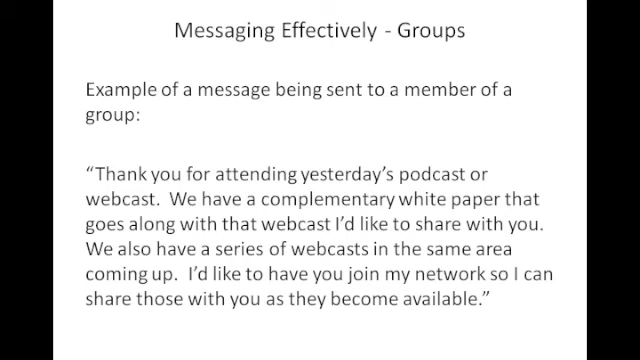 Messaging Effectively - Groups
Example of a message being sent to a member of a
group:
“Thank you for attending yesterday’s podcast or
webcast.  We have a complementary white paper that
goes along with that webcast I’d like to share with you.
We also have a series of webcasts in the same area
coming up.  I’d like to have you join my network so I can
share those with you as they become available.”